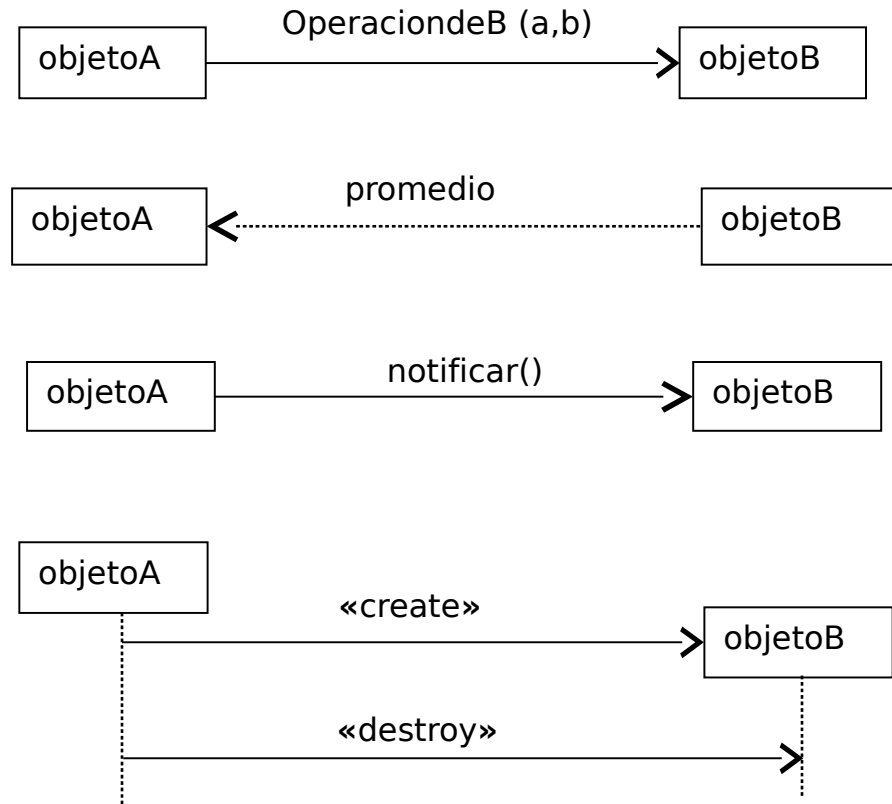 OperaciondeB (a,b)
objetoA
objetoB
promedio
objetoA
objetoB
notificar()
objetoA
objetoB
objetoA
«create»
objetoB
«destroy»